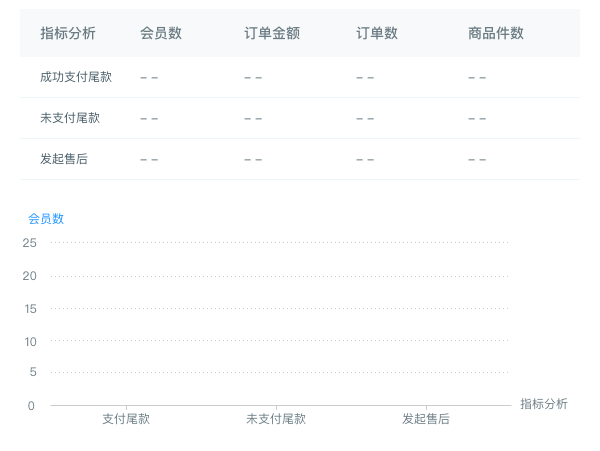 指标分析 会员数 订单金额 订单数 商品件数
成功支付尾款 -- -- -- --
未支付尾款 -- -- -- --
发起售后 -- -- -- --
会员数
25
20
15
10
5
0
指标分析
支付尾款 未支付尾款 发起售后